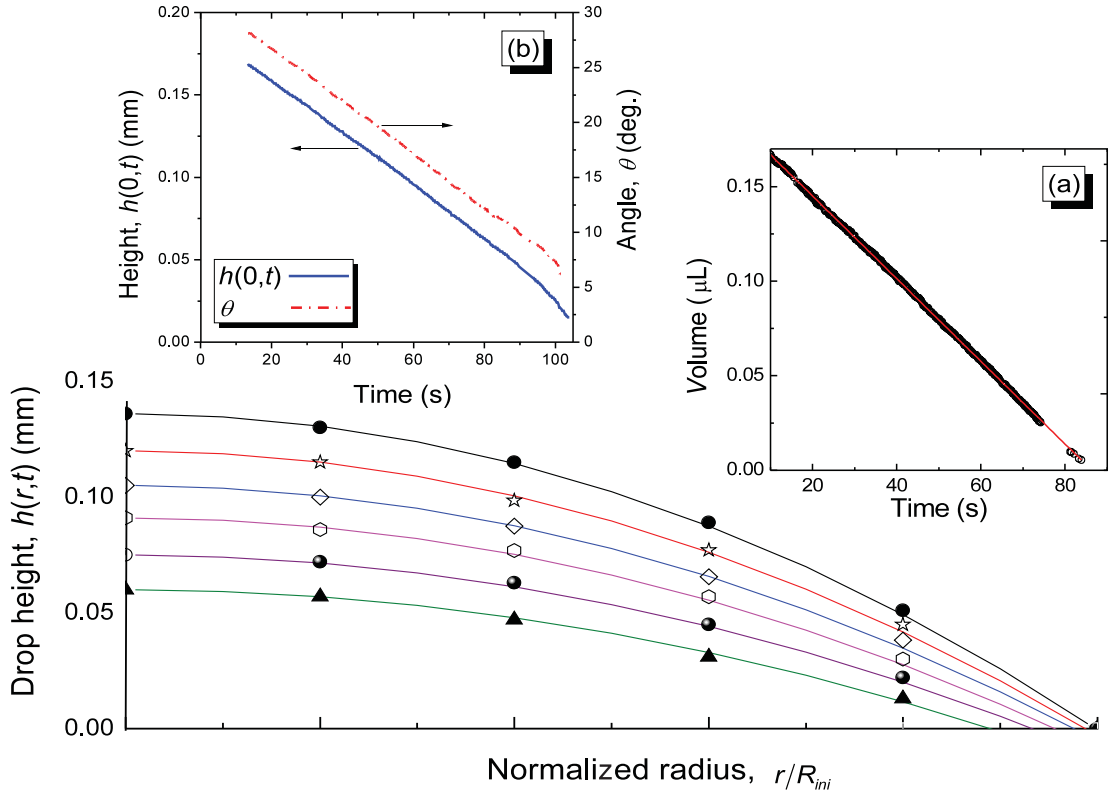 0.20
0.15
0.10
0.05
0.00
Height, h(0,t) (mm)
30
25
20
15
10
5
0
Angle, θ (deg.)
(b)
h(0,t)
θ
0 20 40 60 80 100
Time (s)
(a)
0.15
0.10
0.05
0.00
Volume ( μL)
20 40 60 80
Time (s)
0.15
0.10
0.05
0.00
Drop height, h(r,t) (mm)
Normalized radius, r/R_ini